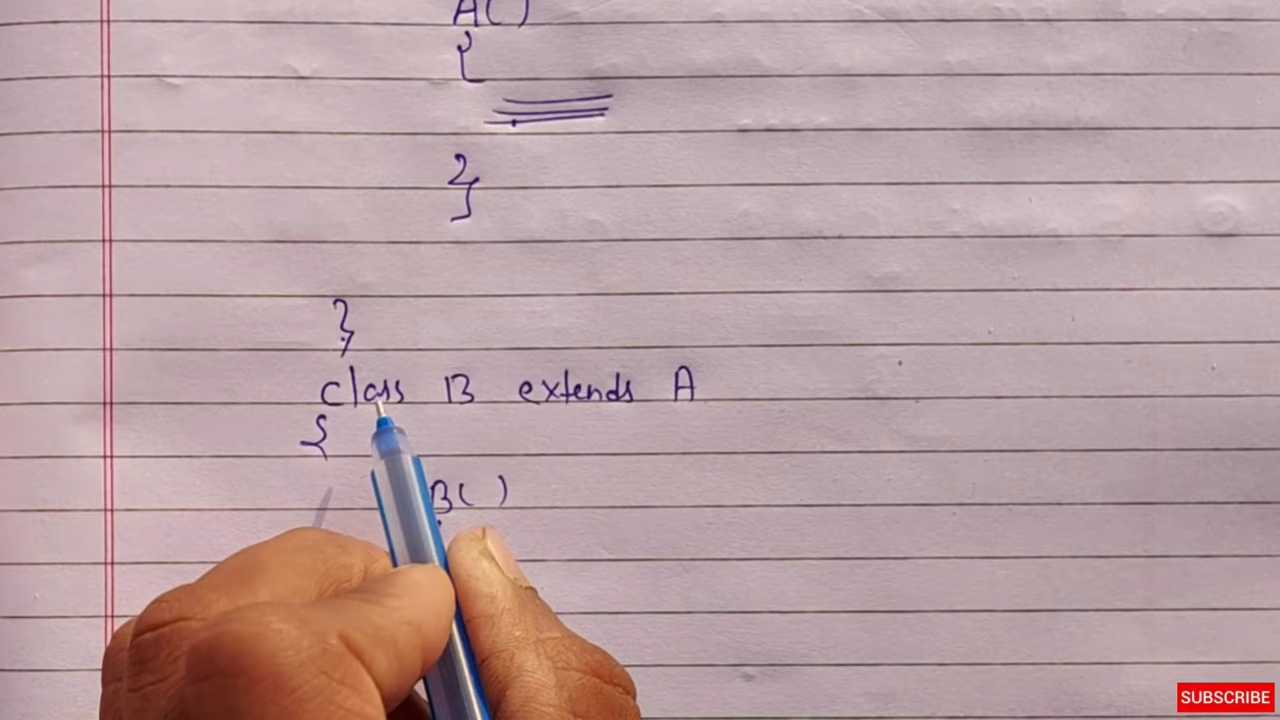 A()
{
}
}
class B extends A
{
B()
SUBSCRIBE